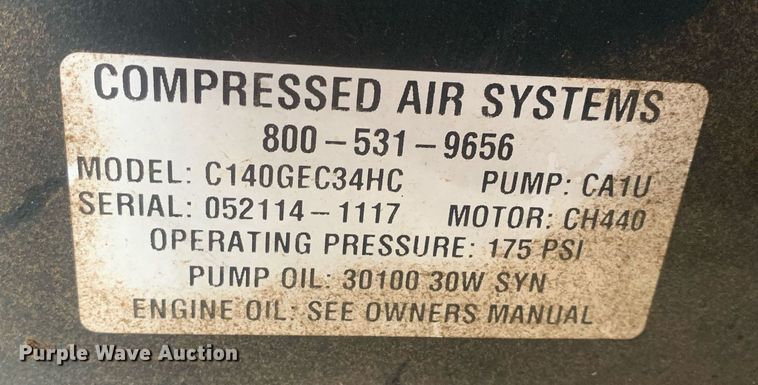 COMPRESSED AIR SYSTEMS
800-531-9656
MODEL: C140GEC34HC PUMP: CA1U
SERIAL: 052114-1117 MOTOR: CH440
OPERATING PRESSURE: 175 PSI
PUMP OIL: 30100 30W SYN
ENGINE OIL: SEE OWNERS MANUAL
Purple Wave Auction